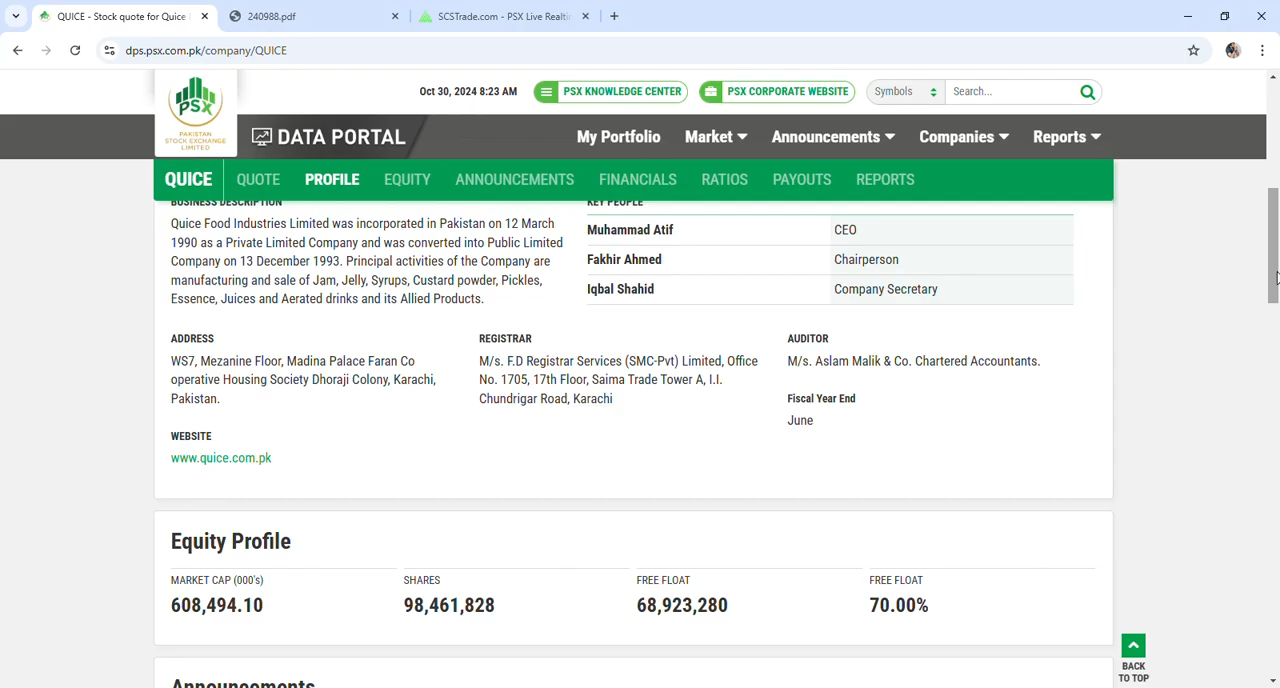 QUICE - Stock quote for Quice
240988.pdf
SCSTrade.com - PSX Live Realti
dps.psx.com.pk/company/QUICE
PSX
PAKISTAN
STOCK EXCHANGE
LIMITED
Oct 30, 2024 8:23 AM
PSX KNOWLEDGE CENTER
PSX CORPORATE WEBSITE
Symbols
Search...
DATA PORTAL
My Portfolio
Market
Announcements
Companies
Reports
QUICE
QUOTE
PROFILE
EQUITY
ANNOUNCEMENTS
FINANCIALS
RATIOS
PAYOUTS
REPORTS
BUSINESS DESCRIPTION
Quice Food Industries Limited was incorporated in Pakistan on 12 March
1990 as a Private Limited Company and was converted into Public Limited
Company on 13 December 1993. Principal activities of the Company are
manufacturing and sale of Jam, Jelly, Syrups, Custard powder, Pickles,
Essence, Juices and Aerated drinks and its Allied Products.
KEY PEOPLE
Muhammad Atif CEO
Fakhir Ahmed Chairperson
Iqbal Shahid Company Secretary
ADDRESS
WS7, Mezanine Floor, Madina Palace Faran Co
operative Housing Society Dhoraji Colony, Karachi,
Pakistan.
REGISTRAR
M/s. F.D Registrar Services (SMC-Pvt) Limited, Office
No. 1705, 17th Floor, Saima Trade Tower A, I.I.
Chundrigar Road, Karachi
AUDITOR
M/s. Aslam Malik & Co. Chartered Accountants.
Fiscal Year End
June
WEBSITE
www.quice.com.pk
Equity Profile
MARKET CAP (000's)
608,494.10
SHARES
98,461,828
FREE FLOAT
68,923,280
FREE FLOAT
70.00%
Announcements
BACK
TO TOP